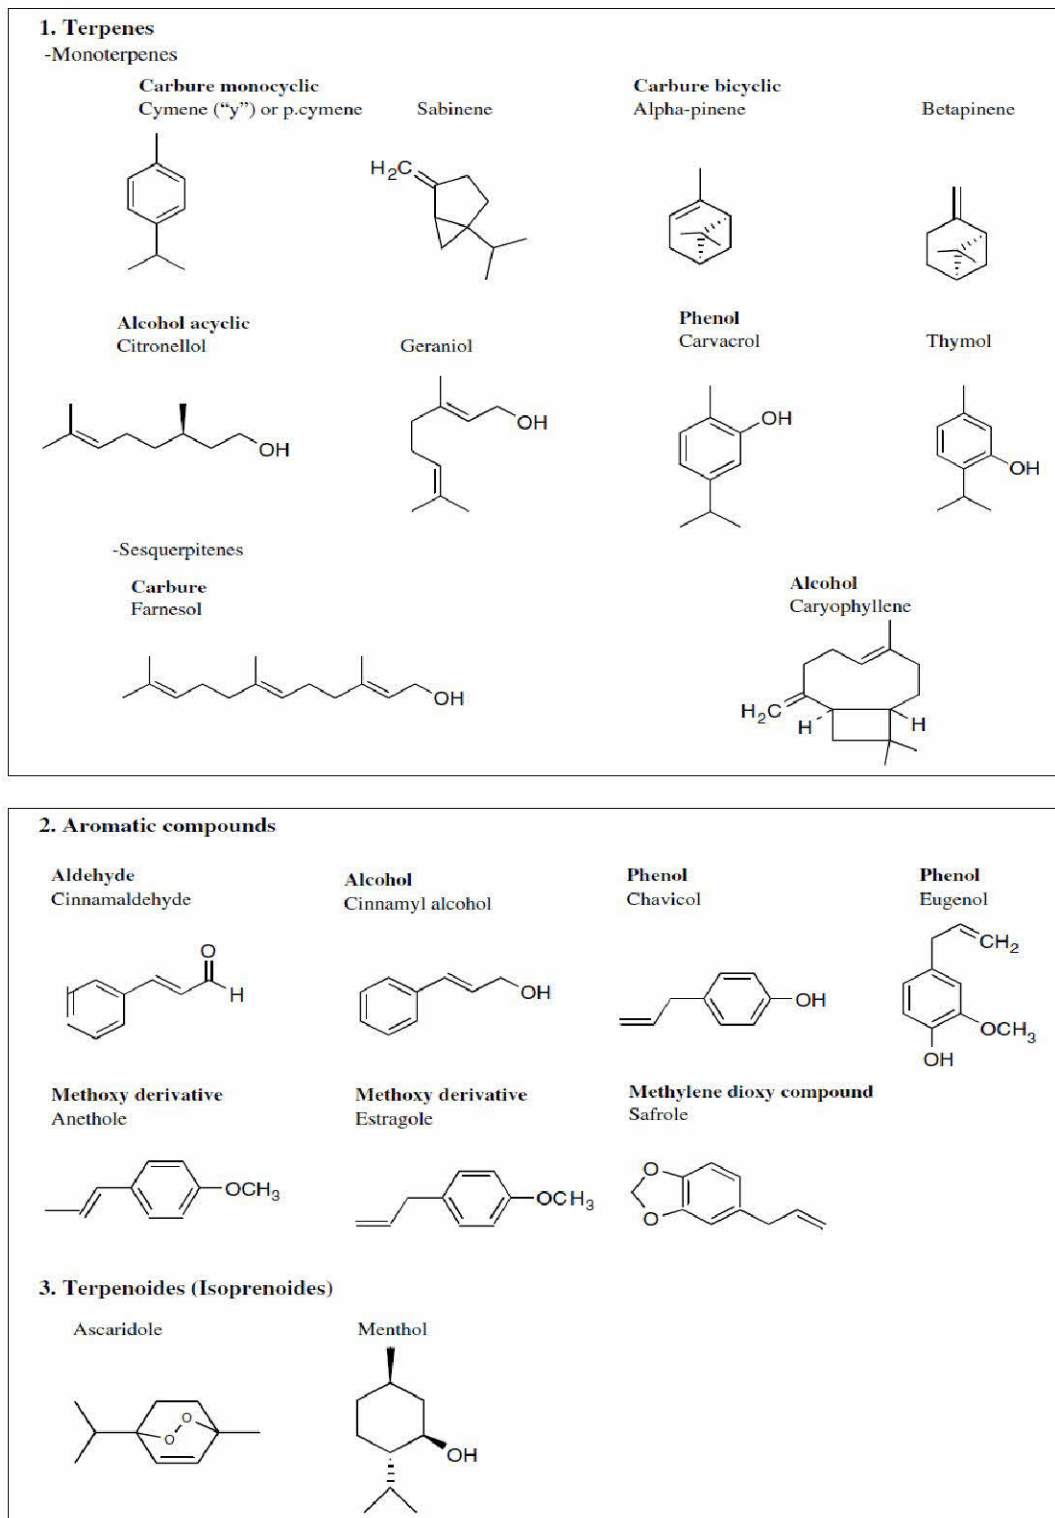 1. Terpenes
-Monoterpenes
Carbure monocyclic
Cymene (“y”) or p.cymene
Sabinene
Carbure bicyclic
Alpha-pinene
Betapinene
H2C
Alcohol acyclic
Citronellol
Geraniol
Phenol
Carvacrol
Thymol
OH
OH
OH
OH
-Sesquerpitenes
Carbure
Farnesol
Alcohol
Caryophyllene
OH
H2C
H
H
2. Aromatic compounds
Aldehyde
Cinnamaldehyde
Alcohol
Cinnamyl alcohol
Phenol
Chavicol
Phenol
Eugenol
O
H
OH
OH
CH2
OCH3
OH
Methoxy derivative
Anethole
Methoxy derivative
Estragole
Methylene dioxy compound
Safrole
OCH3
OCH3
O
O
3. Terpenoides (Isoprenoides)
Ascaridole
Menthol
O
O
OH